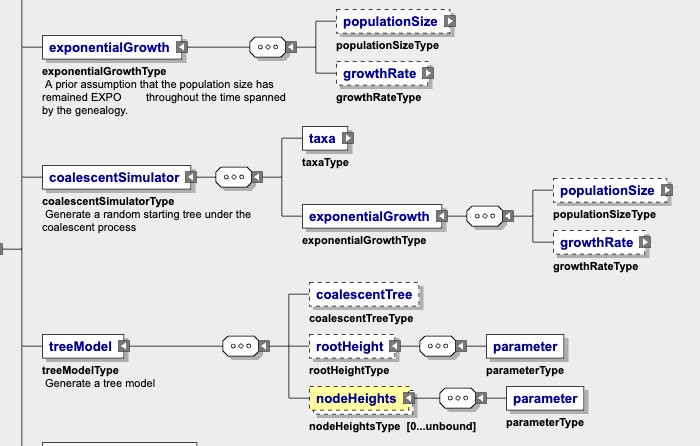 exponentialGrowth
exponentialGrowthType
A prior assumption that the population size has
remained EXPO throughout the time spanned
by the genealogy.
populationSize
populationSizeType
growthRate
growthRateType
coalescentSimulator
coalescentSimulatorType
Generate a random starting tree under the
coalescent process
taxa
taxaType
exponentialGrowth
exponentialGrowthType
populationSize
populationSizeType
growthRate
growthRateType
treeModel
treeModelType
Generate a tree model
coalescentTree
coalescentTreeType
rootHeight
rootHeightType
parameter
parameterType
nodeHeights
nodeHeightsType [0...unbound]
parameter
parameterType